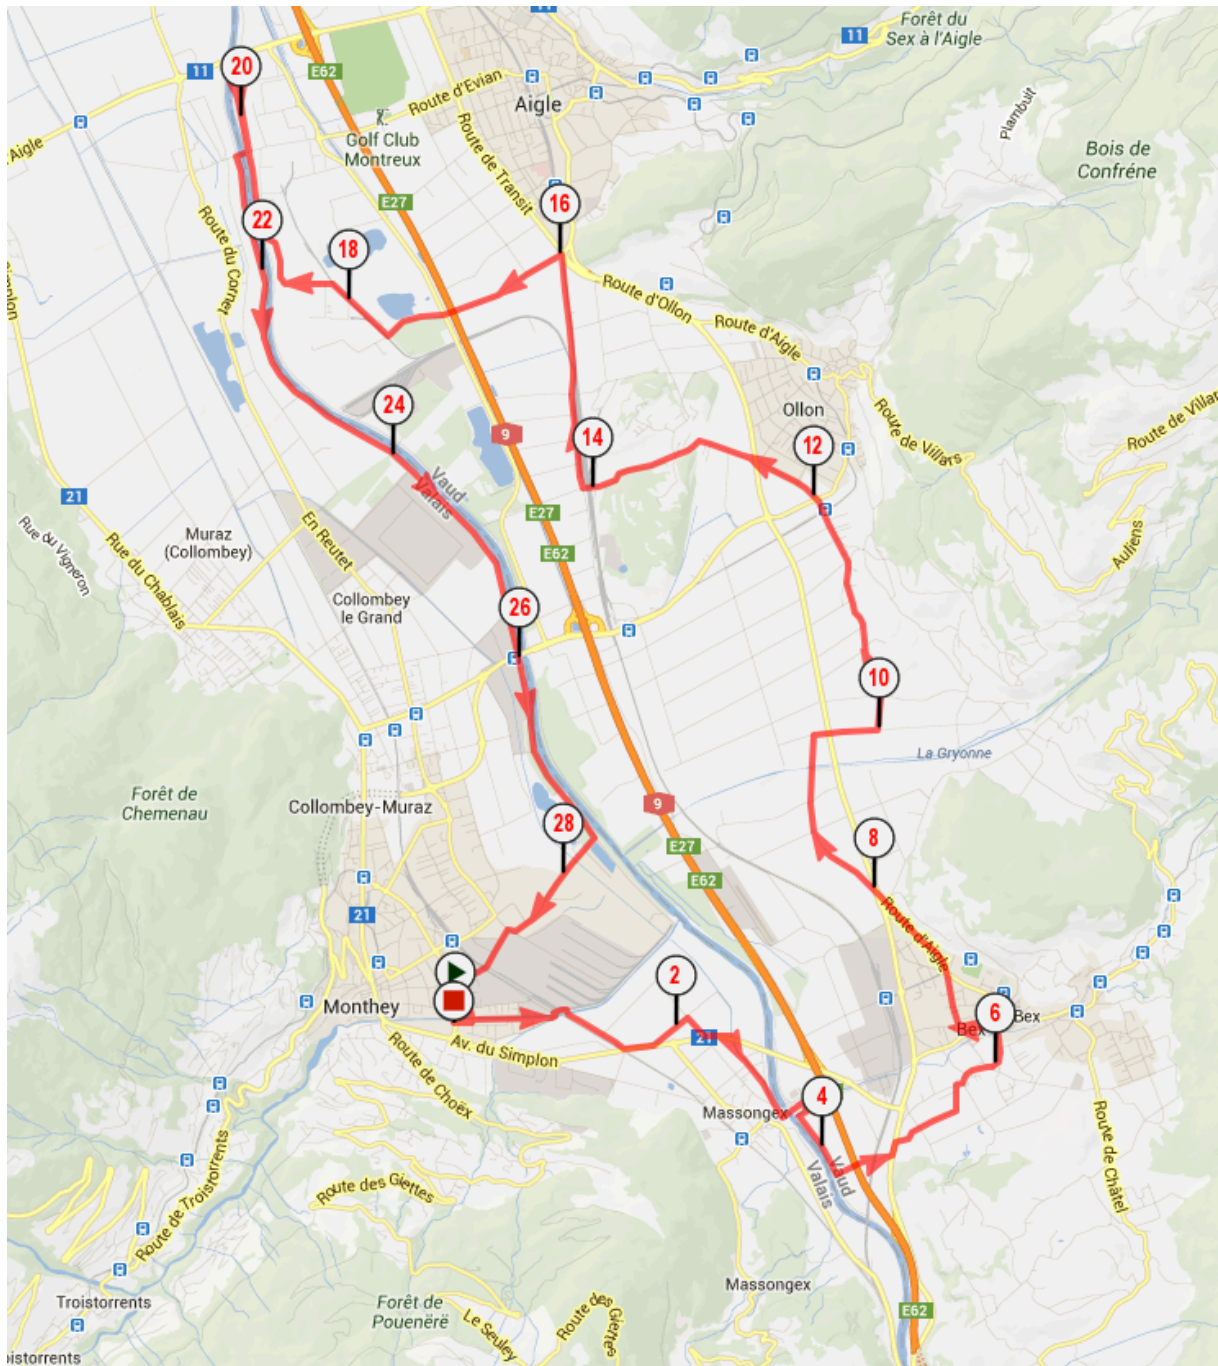 Forêt du
Sex à l'Aigle
11
11
11
20
E62
Route d'Evian
Aigle
Plambuit
Aigle
Golf Club
Montreux
Route de Transit
Bois de
Confréne
E27
16
22
18
Route du Cornet
Simplon
Route d'Ollon
Route d'Aigle
24
Ollon
Route de Villars
Route de Villar
14
12
9
Vaud
Valais
21
E27
Rue du Vigneron
Muraz
(Collombey)
En Reutet
E62
Auliens
Rue du Chablais
Collombey
le Grand
26
10
La Gryonne
Forêt de
Chemenau
Collombey-Muraz
9
28
8
E27
E62
21
Route d'Aigle
Monthey
2
6
Bex
Bex
21
Av. du Simplon
Route de Choëx
4
Massongex
Route de Châtel
Vaud
Valais
Route de Troistorrents
Route des Giettes
Massongex
Troistorrents
Forêt de
Pouenërë
Le Seuley
Route des Giettes
E62
oistorrents